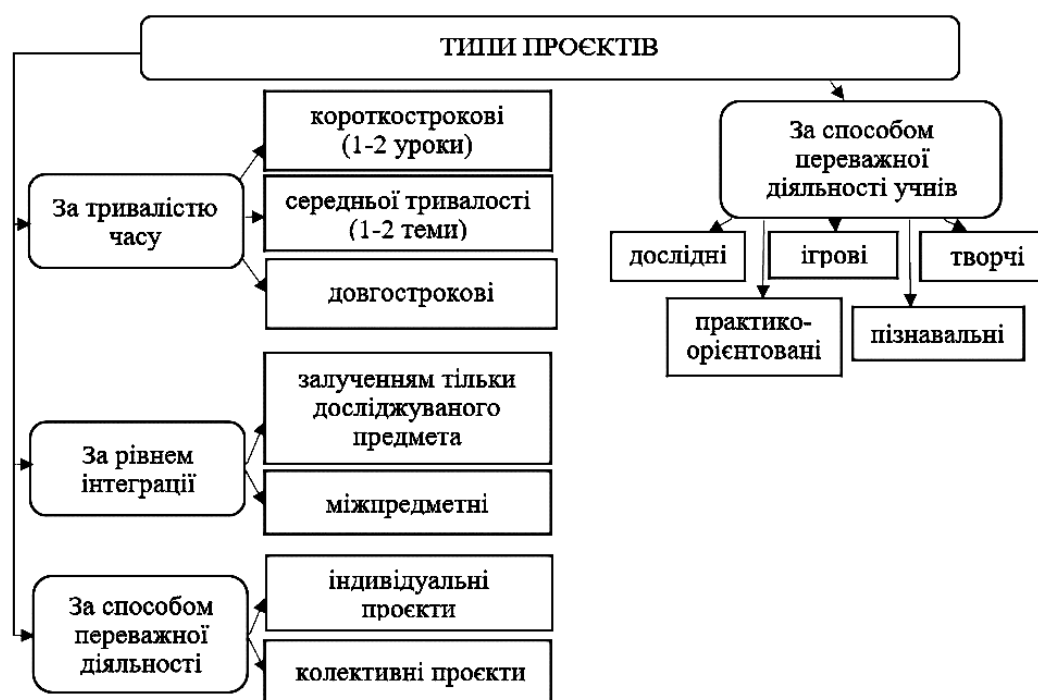 ТИПИ ПРОЄКТІВ
За тривалістю
часу
короткострокові
(1-2 уроки)
середньої тривалості
(1-2 теми)
довгострокові
За рівнем
інтеграції
залученням тільки
досліджуваного
предмета
міжпредметні
За способом
переважної
діяльності
індивідуальні
проєкти
колективні проєкти
За способом
переважної
діяльності учнів
дослідні
ігрові
творчі
практико-
орієнтовані
пізнавальні